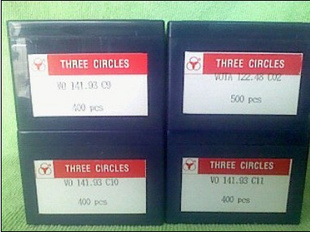 THREE CIRCLES
VO 141.93 C9
400 pcs
THREE CIRCLES
VOTA 122.48 C02
500 pcs
THREE CIRCLES
VO 141.93 C10
400 pcs
THREE CIRCLES
VO 141.93 C11
400 pcs